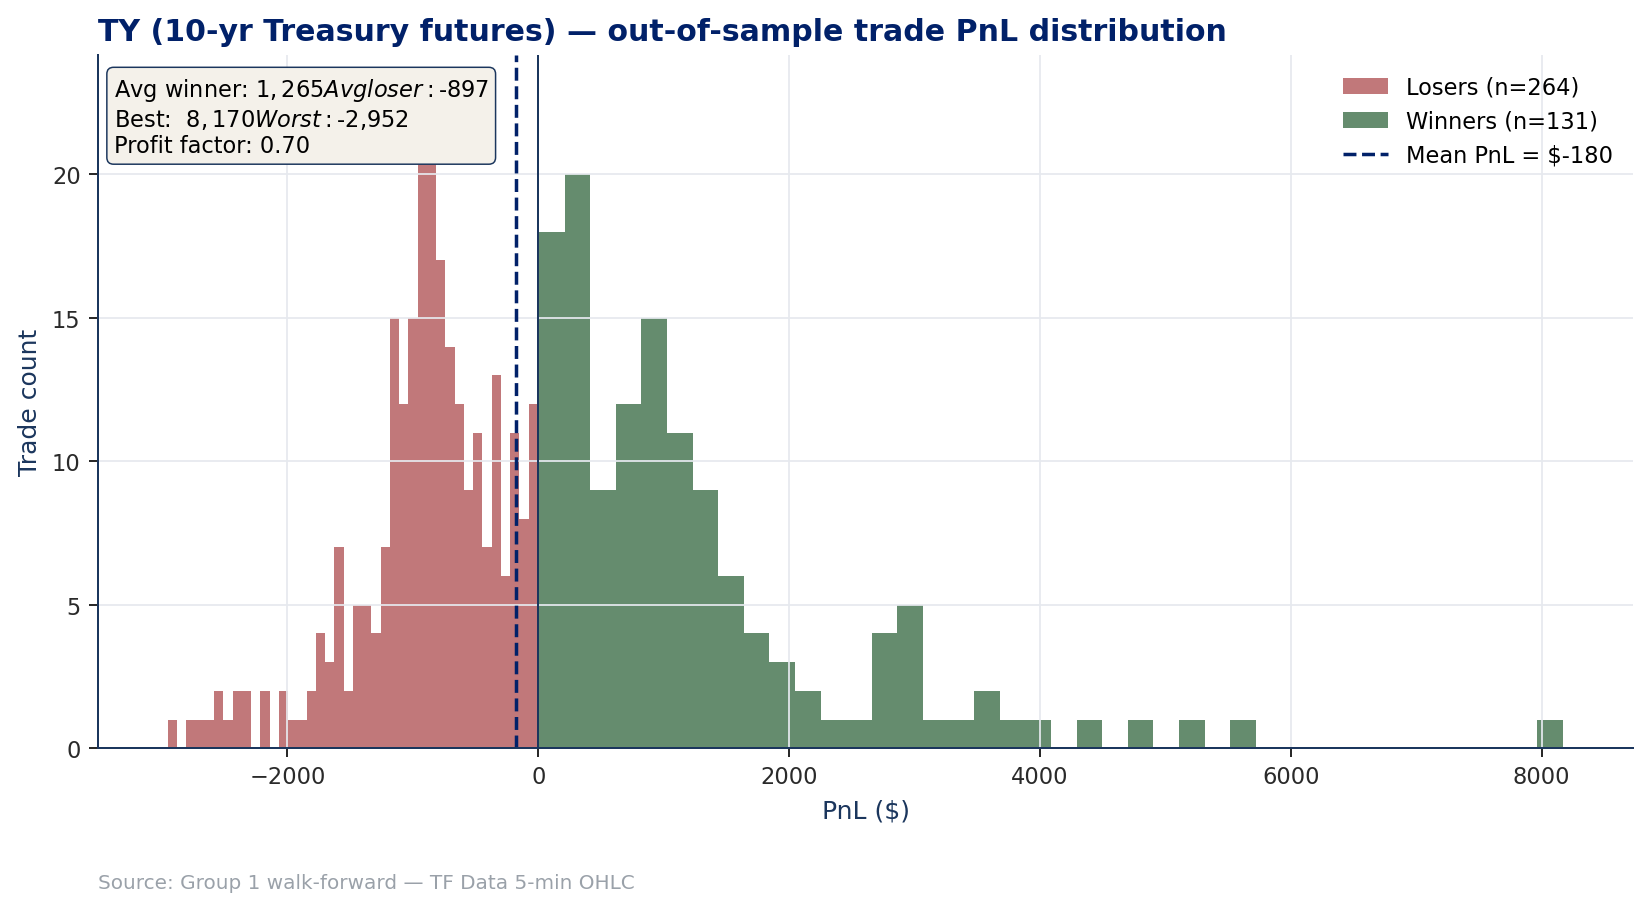 TY (10-yr Treasury futures) — out-of-sample trade PnL distribution
Avg winner: 1,265Avgloser:-897
Best:  8,170Worst:-2,952
Profit factor: 0.70
Losers (n=264)
Winners (n=131)
Mean PnL = $-180
Trade count
20
15
10
5
0
−2000
0
2000
4000
6000
8000
PnL ($)
Source: Group 1 walk-forward — TF Data 5-min OHLC